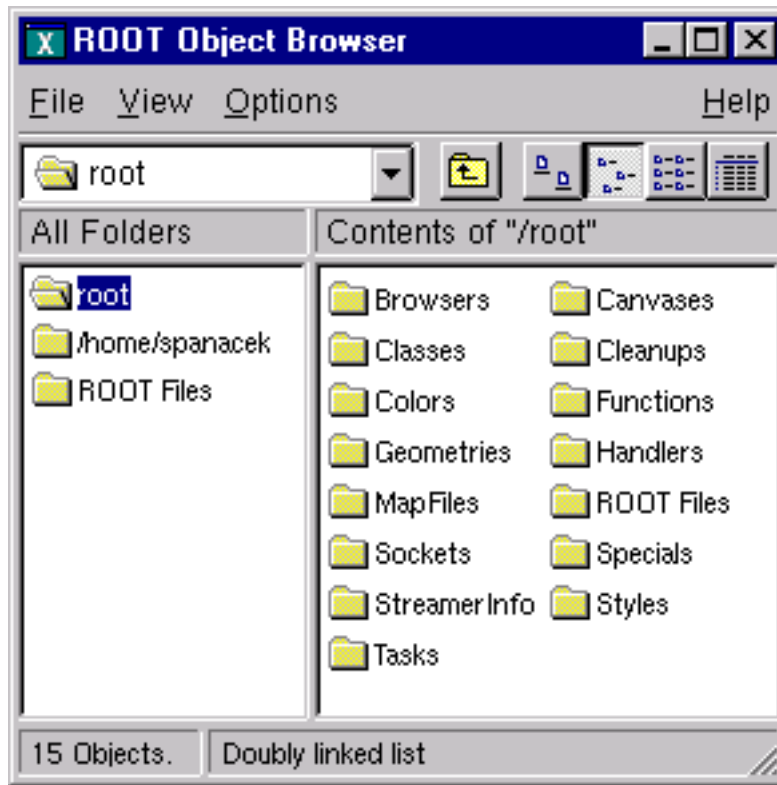 X ROOT Object Browser
File View Options Help
root
All Folders Contents of "/root"
root
/home/spanacek
ROOT Files
Browsers Canvases
Classes Cleanups
Colors Functions
Geometries Handlers
MapFiles ROOT Files
Sockets Specials
StreamerInfo Styles
Tasks
15 Objects. Doubly linked list